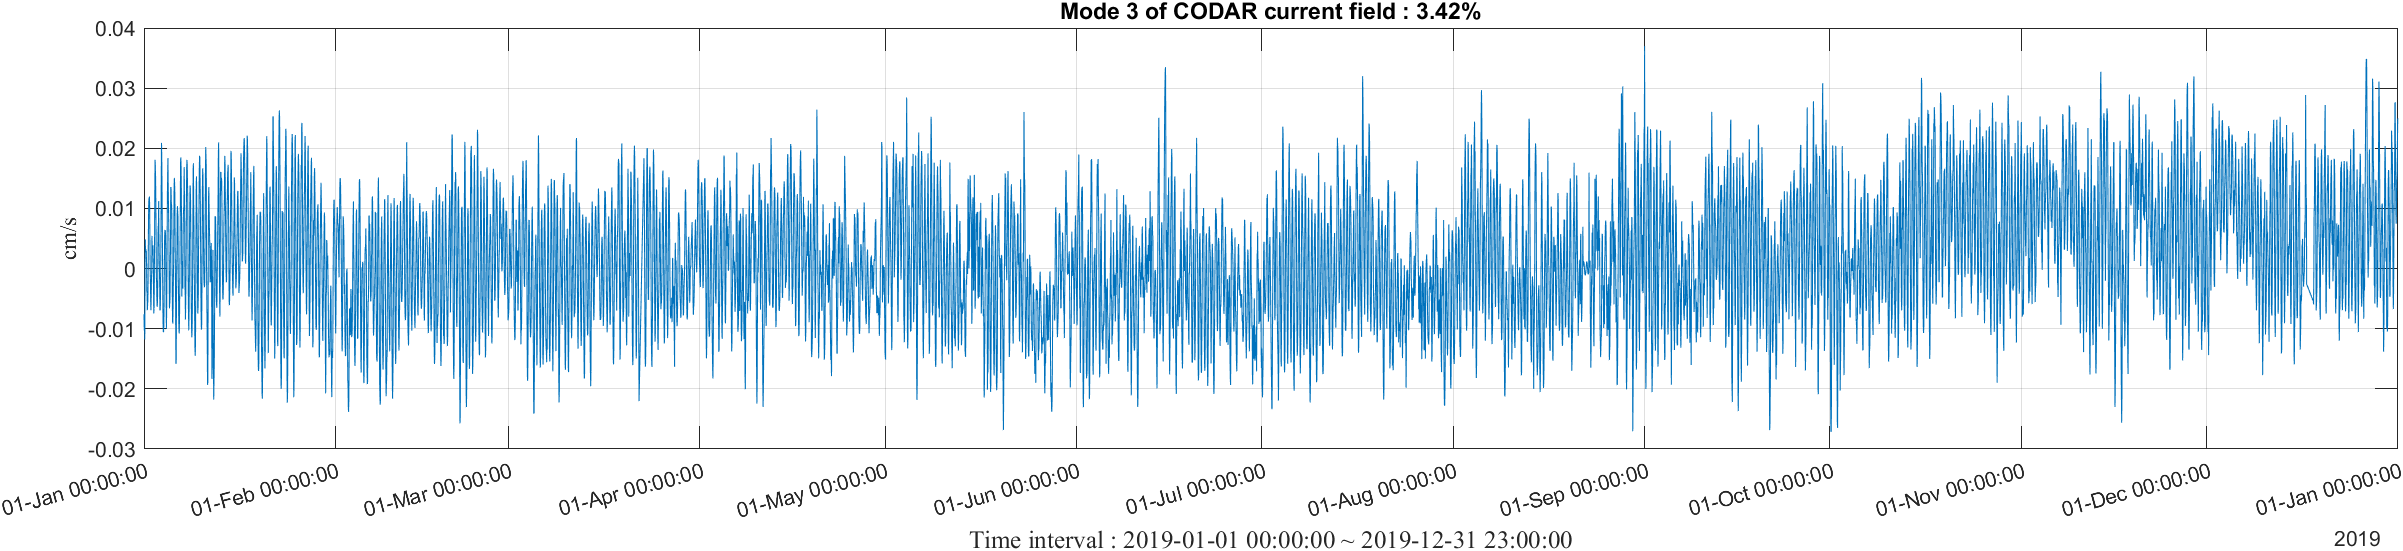 Mode 3 of CODAR current field : 3.42%
0.04
0.03
0.02
0.01
0
-0.01
-0.02
-0.03
cm/s
01-Jan 00:00:00
01-Feb 00:00:00
01-Mar 00:00:00
01-Apr 00:00:00
01-May 00:00:00
01-Jun 00:00:00
01-Jul 00:00:00
01-Aug 00:00:00
01-Sep 00:00:00
01-Oct 00:00:00
01-Nov 00:00:00
01-Dec 00:00:00
01-Jan 00:00:00
Time interval : 2019-01-01 00:00:00 ~ 2019-12-31 23:00:00
2019